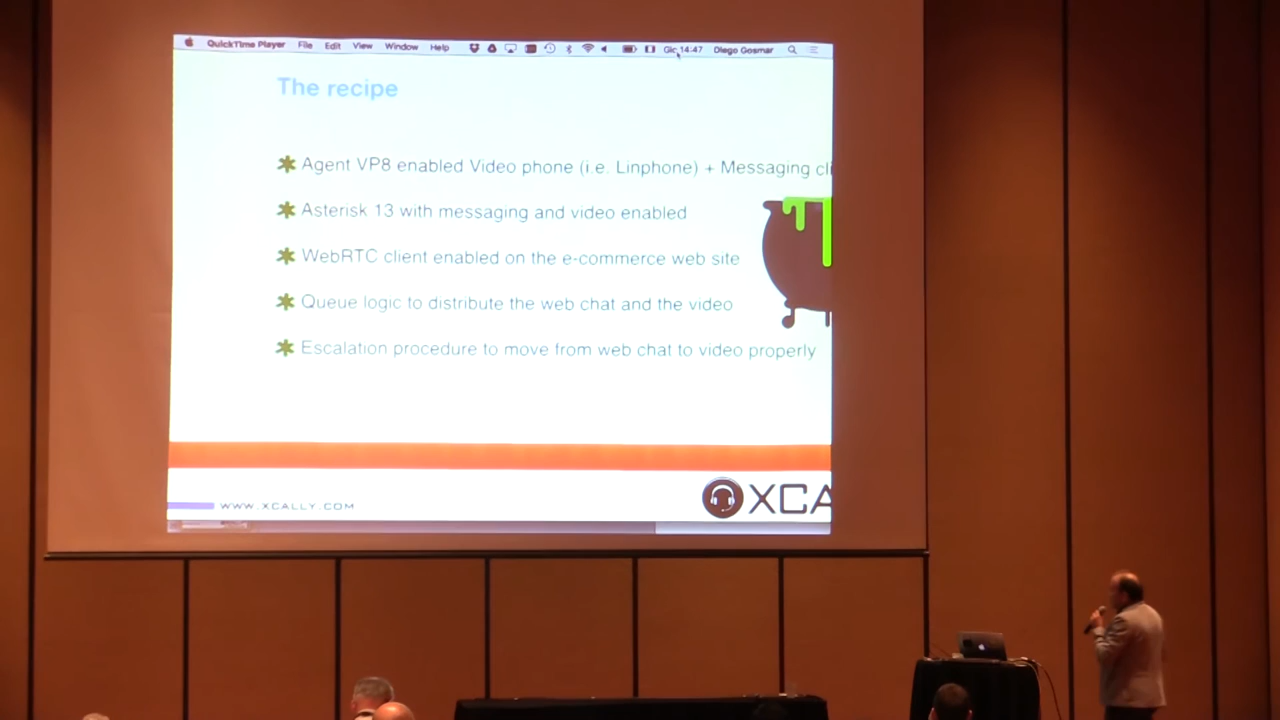 QuickTime Player File Edit View Window Help Gio 14:47 Diego Gosmar
The recipe
Agent VP8 enabled Video phone (i.e. Linphone) + Messaging cli
Asterisk 13 with messaging and video enabled
WebRTC client enabled on the e-commerce web site
Queue logic to distribute the web chat and the video
Escalation procedure to move from web chat to video properly
WWW.XCALLY.COM
XCA